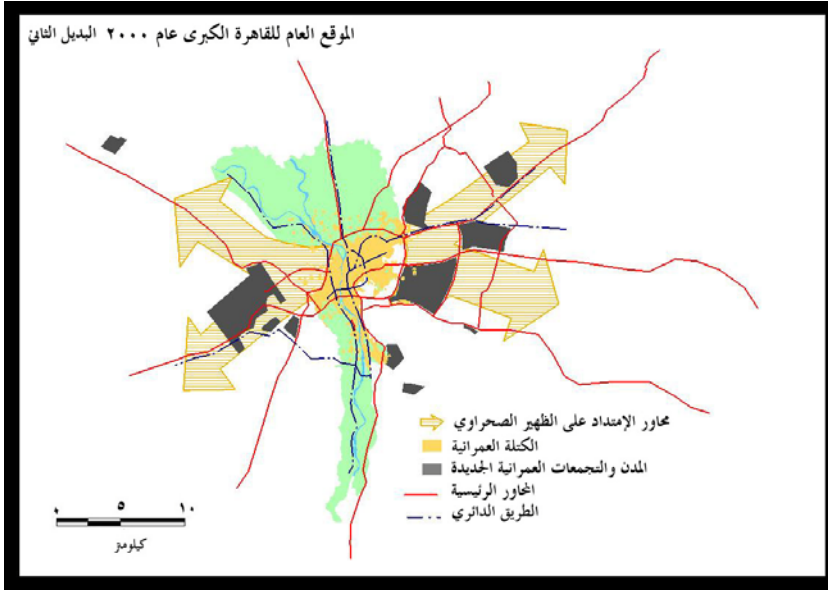 الموقع العام للقاهرة الكبرى عام ٢٠٠٠ البديل الثاني
محاور الإمتداد على الظهير الصحراوي
الكتلة العمرانية
المدن والتجمعات العمرانية الجديدة
المحاور الرئيسية
الطريق الدائري
٠ ٥ ١٠
كيلومتر